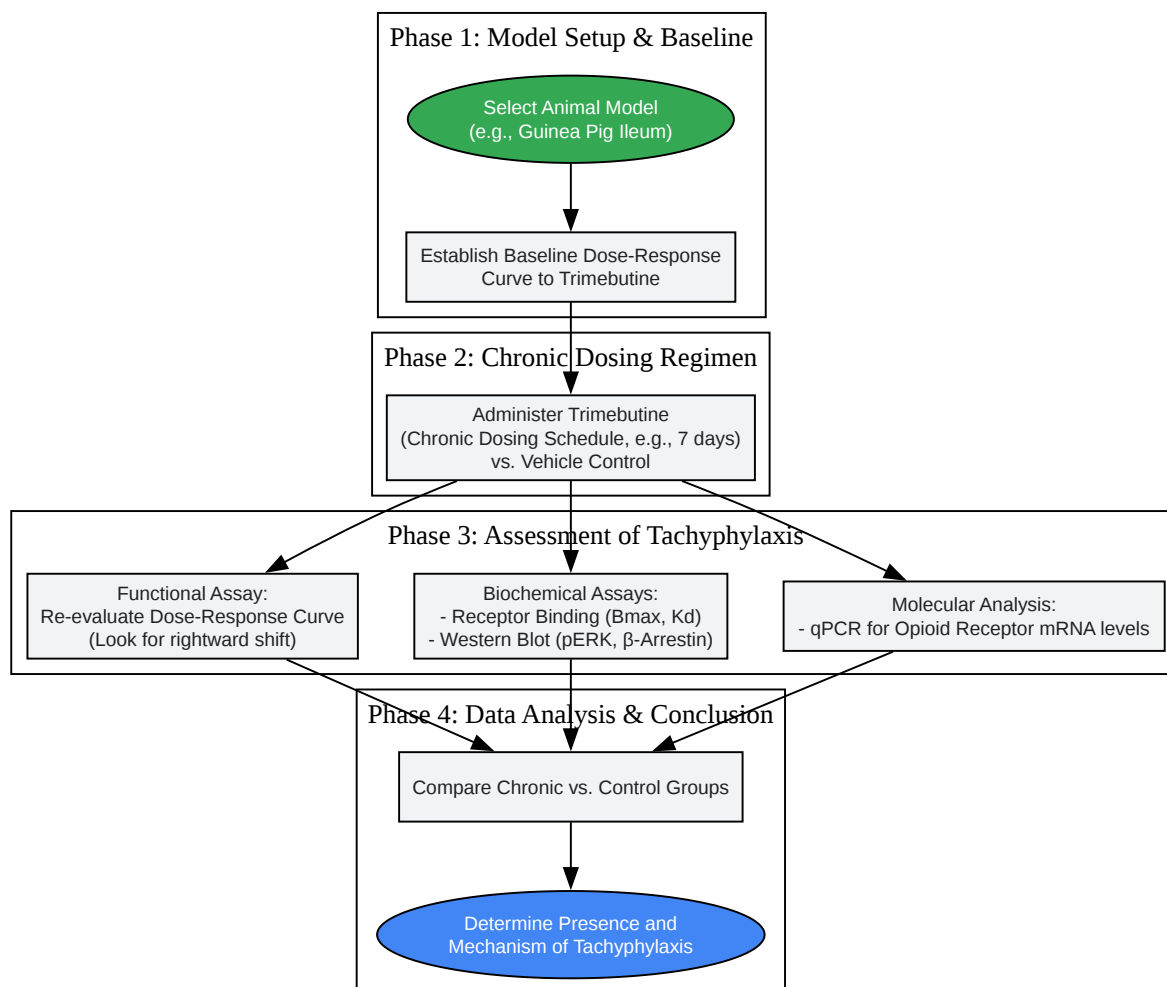 Phase 1: Model Setup & Baseline
Select Animal Model
(e.g., Guinea Pig Ileum)
Establish Baseline Dose-Response
Curve to Trimebutine
Phase 2: Chronic Dosing Regimen
Administer Trimebutine
(Chronic Dosing Schedule, e.g., 7 days)
vs. Vehicle Control
Phase 3: Assessment of Tachyphylaxis
Functional Assay:
Re-evaluate Dose-Response Curve
(Look for rightward shift)
Biochemical Assays:
- Receptor Binding (Bmax, Kd)
- Western Blot (pERK, β-Arrestin)
Molecular Analysis:
- qPCR for Opioid Receptor mRNA levels
Phase 4: Data Analysis & Conclusion
Compare Chronic vs. Control Groups
Determine Presence and
Mechanism of Tachyphylaxis